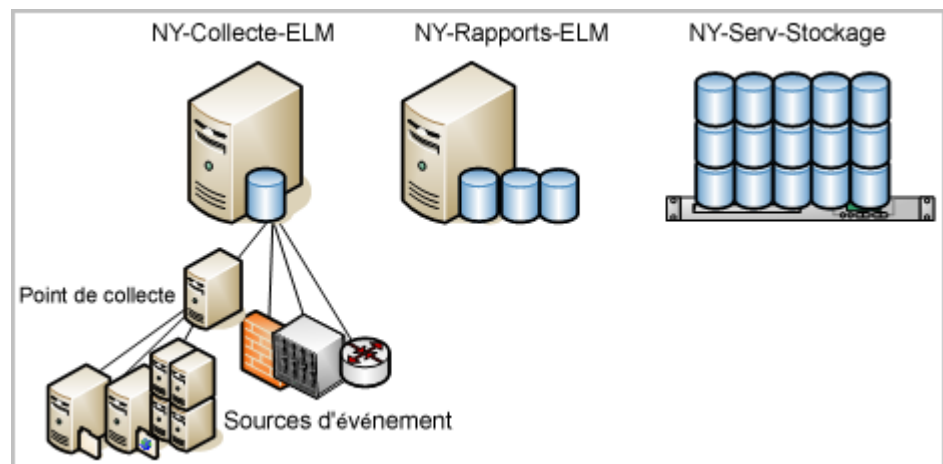 NY-Collecte-ELM
NY-Rapports-ELM
NY-Serv-Stockage
Point de collecte
Sources d'événement